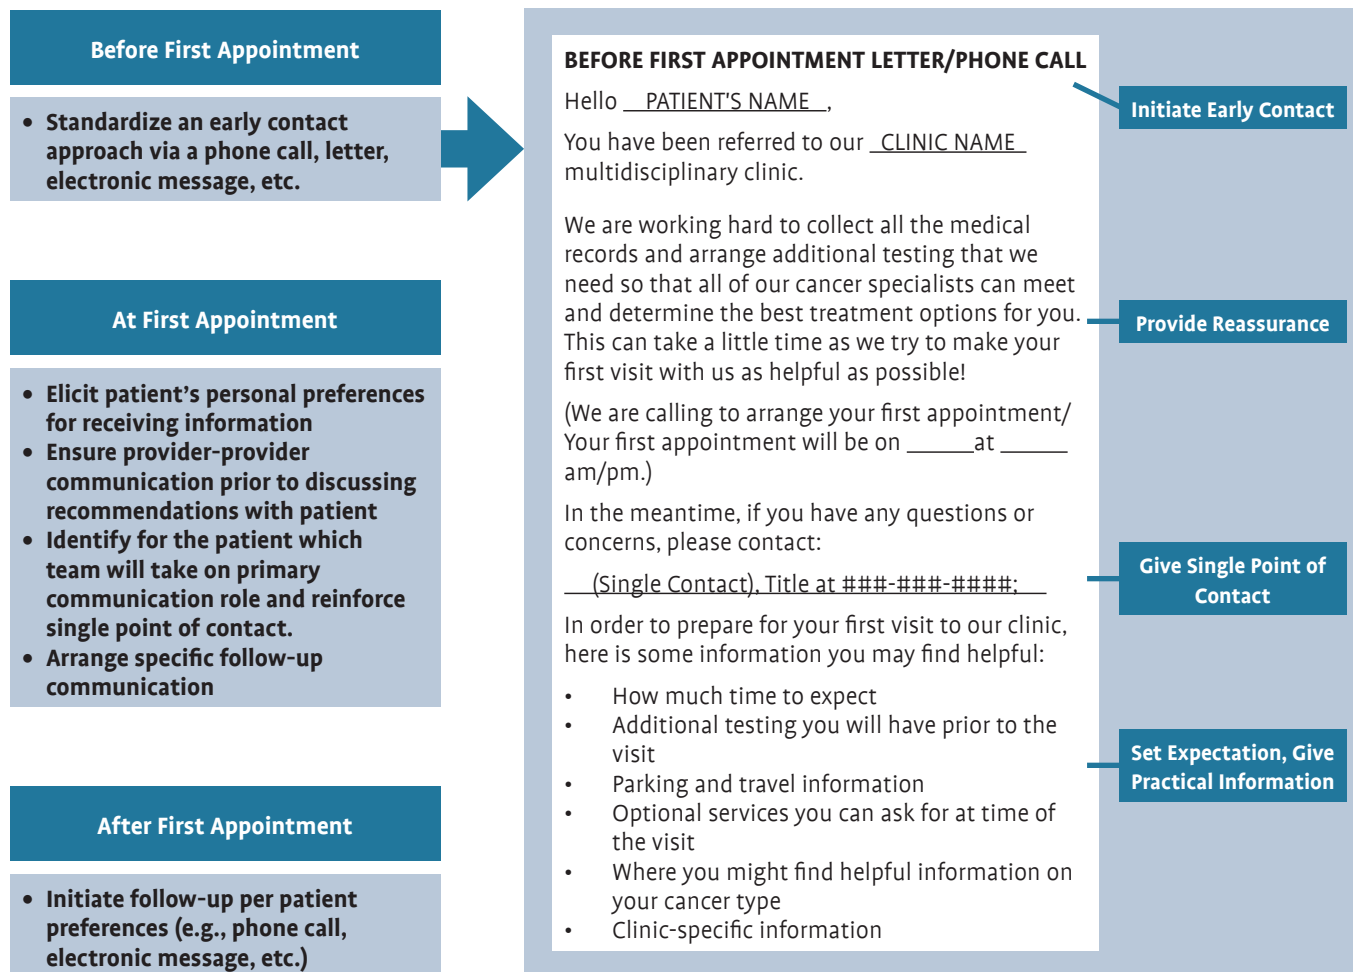 Before First Appointment
• Standardize an early contact
approach via a phone call, letter,
electronic message, etc.
At First Appointment
• Elicit patient's personal preferences
for receiving information
• Ensure provider-provider
communication prior to discussing
recommendations with patient
• Identify for the patient which
team will take on primary
communication role and reinforce
single point of contact.
• Arrange specific follow-up
communication
After First Appointment
• Initiate follow-up per patient
preferences (e.g., phone call,
electronic message, etc.)
BEFORE FIRST APPOINTMENT LETTER/PHONE CALL
Hello __PATIENT'S NAME__,
You have been referred to our _CLINIC NAME_
multidisciplinary clinic.
We are working hard to collect all the medical
records and arrange additional testing that we
need so that all of our cancer specialists can meet
and determine the best treatment options for you.
This can take a little time as we try to make your
first visit with us as helpful as possible!
(We are calling to arrange your first appointment/
Your first appointment will be on ______at ______
am/pm.)
In the meantime, if you have any questions or
concerns, please contact:
__(Single Contact), Title at ###-###-####;__
In order to prepare for your first visit to our clinic,
here is some information you may find helpful:
• How much time to expect
• Additional testing you will have prior to the
visit
• Parking and travel information
• Optional services you can ask for at time of
the visit
• Where you might find helpful information on
your cancer type
• Clinic-specific information
Initiate Early Contact
Provide Reassurance
Give Single Point of
Contact
Set Expectation, Give
Practical Information